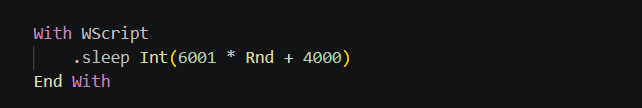 With WScript
    .sleep Int(6001 * Rnd + 4000)
End With